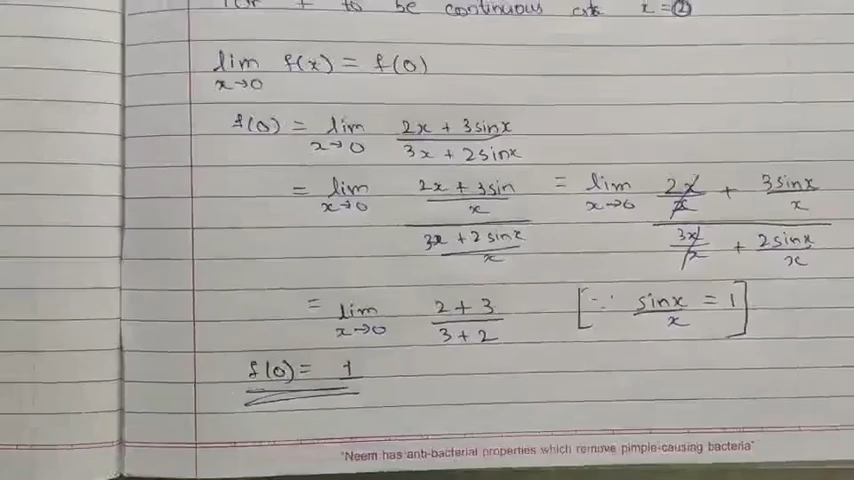 For f to be continuous at x = 0
lim x→0 f(x) = f(0)
f(0) = lim x→0 (2x + 3sinx)/(3x + 2sinx)
= lim x→0 ((2x + 3sin)/x)/((3x + 2sinx)/x) = lim x→0 (2x/x + 3sinx/x)/(3x/x + 2sinx/x)
= lim x→0 (2+3)/(3+2) [∵ sinx/x = 1]
f(0) = 1
"Neem has anti-bacterial properties which remove pimple-causing bacteria"